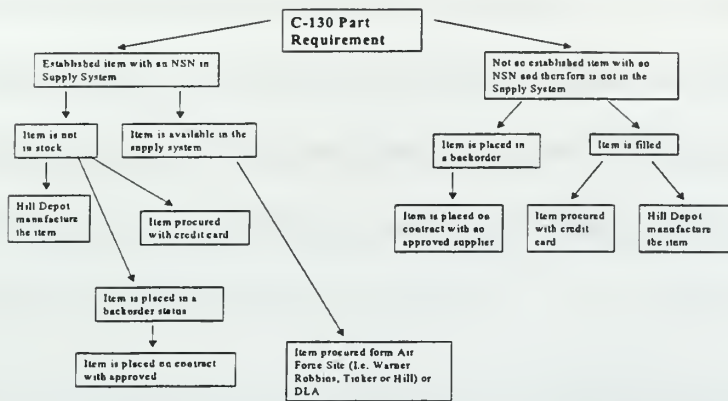 C-130 Part
Requirement
Established item with an NSN in
Supply System
Not an established item with an
NSN and therefore is not in the
Supply System
Item is not
in stock
Item is available in the
supply system
Item is placed in
a backorder
Item is filled
Hill Depot
manufacture
the item
Item procured
with credit card
Item is placed on
contract with an
approved supplier
Item procured
with credit
card
Hill Depot
manufacture
the item
Item is placed in a
backorder status
Item is placed on contract
with approved
Item procured form Air
Force Site (I.e. Warner
Robbins, Tinker or Hill) or
DLA